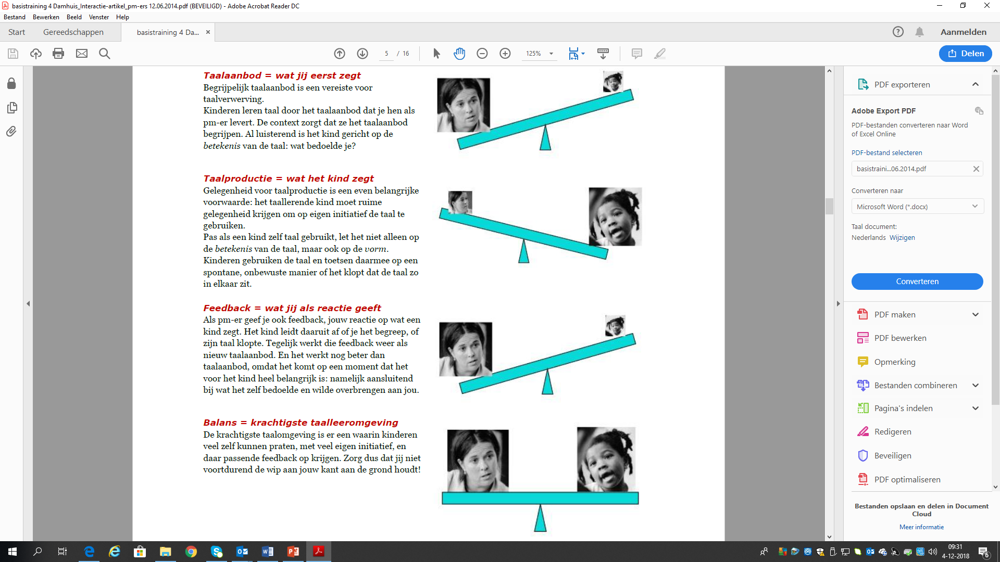 basistraining 4 Damhuis_Interactie-artikel_pm-ers 12.06.2014.pdf (BEVEILIGD) - Adobe Acrobat Reader DC
Bestand Bewerken Beeld Venster Help
Start Gereedschappen basistraining 4 Da... Aanmelden
5 / 16 125% Delen
Taalaanbod = wat jij eerst zegt
Begrijpelijk taalaanbod is een vereiste voor
taalverwerving.
Kinderen leren taal door het taalaanbod dat je hen als
pm-er levert. De context zorgt dat ze het taalaanbod
begrijpen. Al luisterend is het kind gericht op de
betekenis van de taal: wat bedoelde je?
Taalproductie = wat het kind zegt
Gelegenheid voor taalproductie is een even belangrijke
voorwaarde: het taallerende kind moet ruime
gelegenheid krijgen om op eigen initiatief de taal te
gebruiken.
Pas als een kind zelf taal gebruikt, let het niet alleen op
de betekenis van de taal, maar ook op de vorm.
Kinderen gebruiken de taal en toetsen daarmee op een
spontane, onbewuste manier of het klopt dat de taal zo
in elkaar zit.
Feedback = wat jij als reactie geeft
Als pm-er geef je ook feedback, jouw reactie op wat een
kind zegt. Het kind leidt daaruit af of je het begreep, of
zijn taal klopte. Tegelijk werkt die feedback weer als
nieuw taalaanbod. En het werkt nog beter dan
taalaanbod, omdat het komt op een moment dat het
voor het kind heel belangrijk is: namelijk aansluitend
bij wat het zelf bedoelde en wilde overbrengen aan jou.
Balans = krachtigste taalleeromgeving
De krachtigste taalomgeving is er een waarin kinderen
veel zelf kunnen praten, met veel eigen initiatief, en
daar passende feedback op krijgen. Zorg dus dat jij niet
voortdurend de wip aan jouw kant aan de grond houdt!
PDF exporteren
Adobe Export PDF
PDF-bestanden converteren naar Word
of Excel Online
PDF-bestand selecteren
basistraini...06.2014.pdf
Converteren naar
Microsoft Word (*.docx)
Taal document:
Nederlands Wijzigen
Converteren
PDF maken
PDF bewerken
Opmerking
Bestanden combineren
Pagina's indelen
Redigeren
Beveiligen
PDF optimaliseren
Bestanden opslaan en delen in Document
Cloud
Meer informatie
09:31
4-12-2018
6